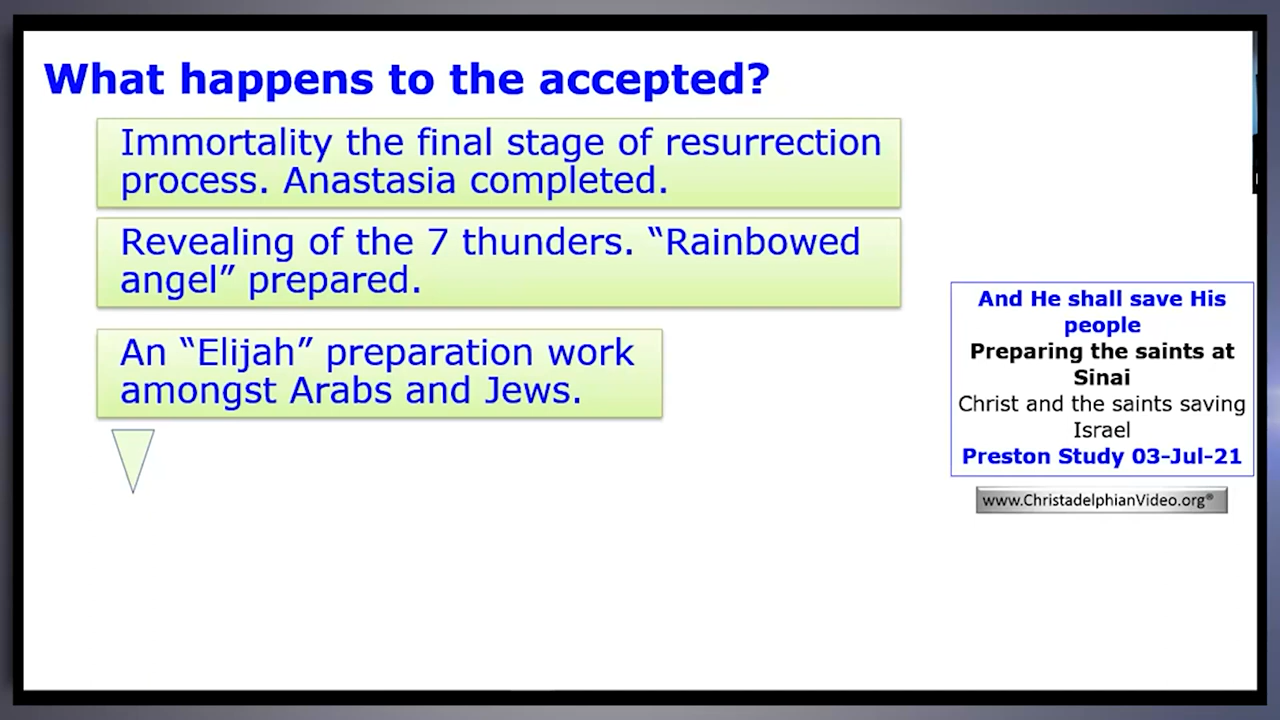 What happens to the accepted?
Immortality the final stage of resurrection
process. Anastasia completed.
Revealing of the 7 thunders. “Rainbowed
angel” prepared.
An “Elijah” preparation work
amongst Arabs and Jews.
And He shall save His
people
Preparing the saints at
Sinai
Christ and the saints saving
Israel
Preston Study 03-Jul-21
www.ChristadelphianVideo.org®